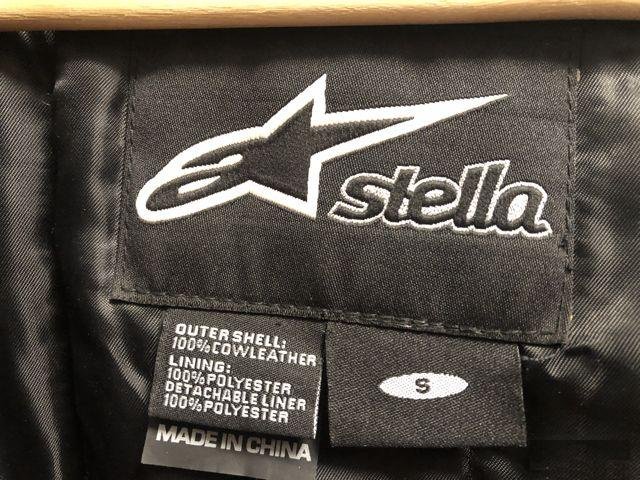 stella
OUTER SHELL:
100% COWLEATHER
LINING:
100% POLYESTER
DETACHABLE LINER
100% POLYESTER
MADE IN CHINA
S